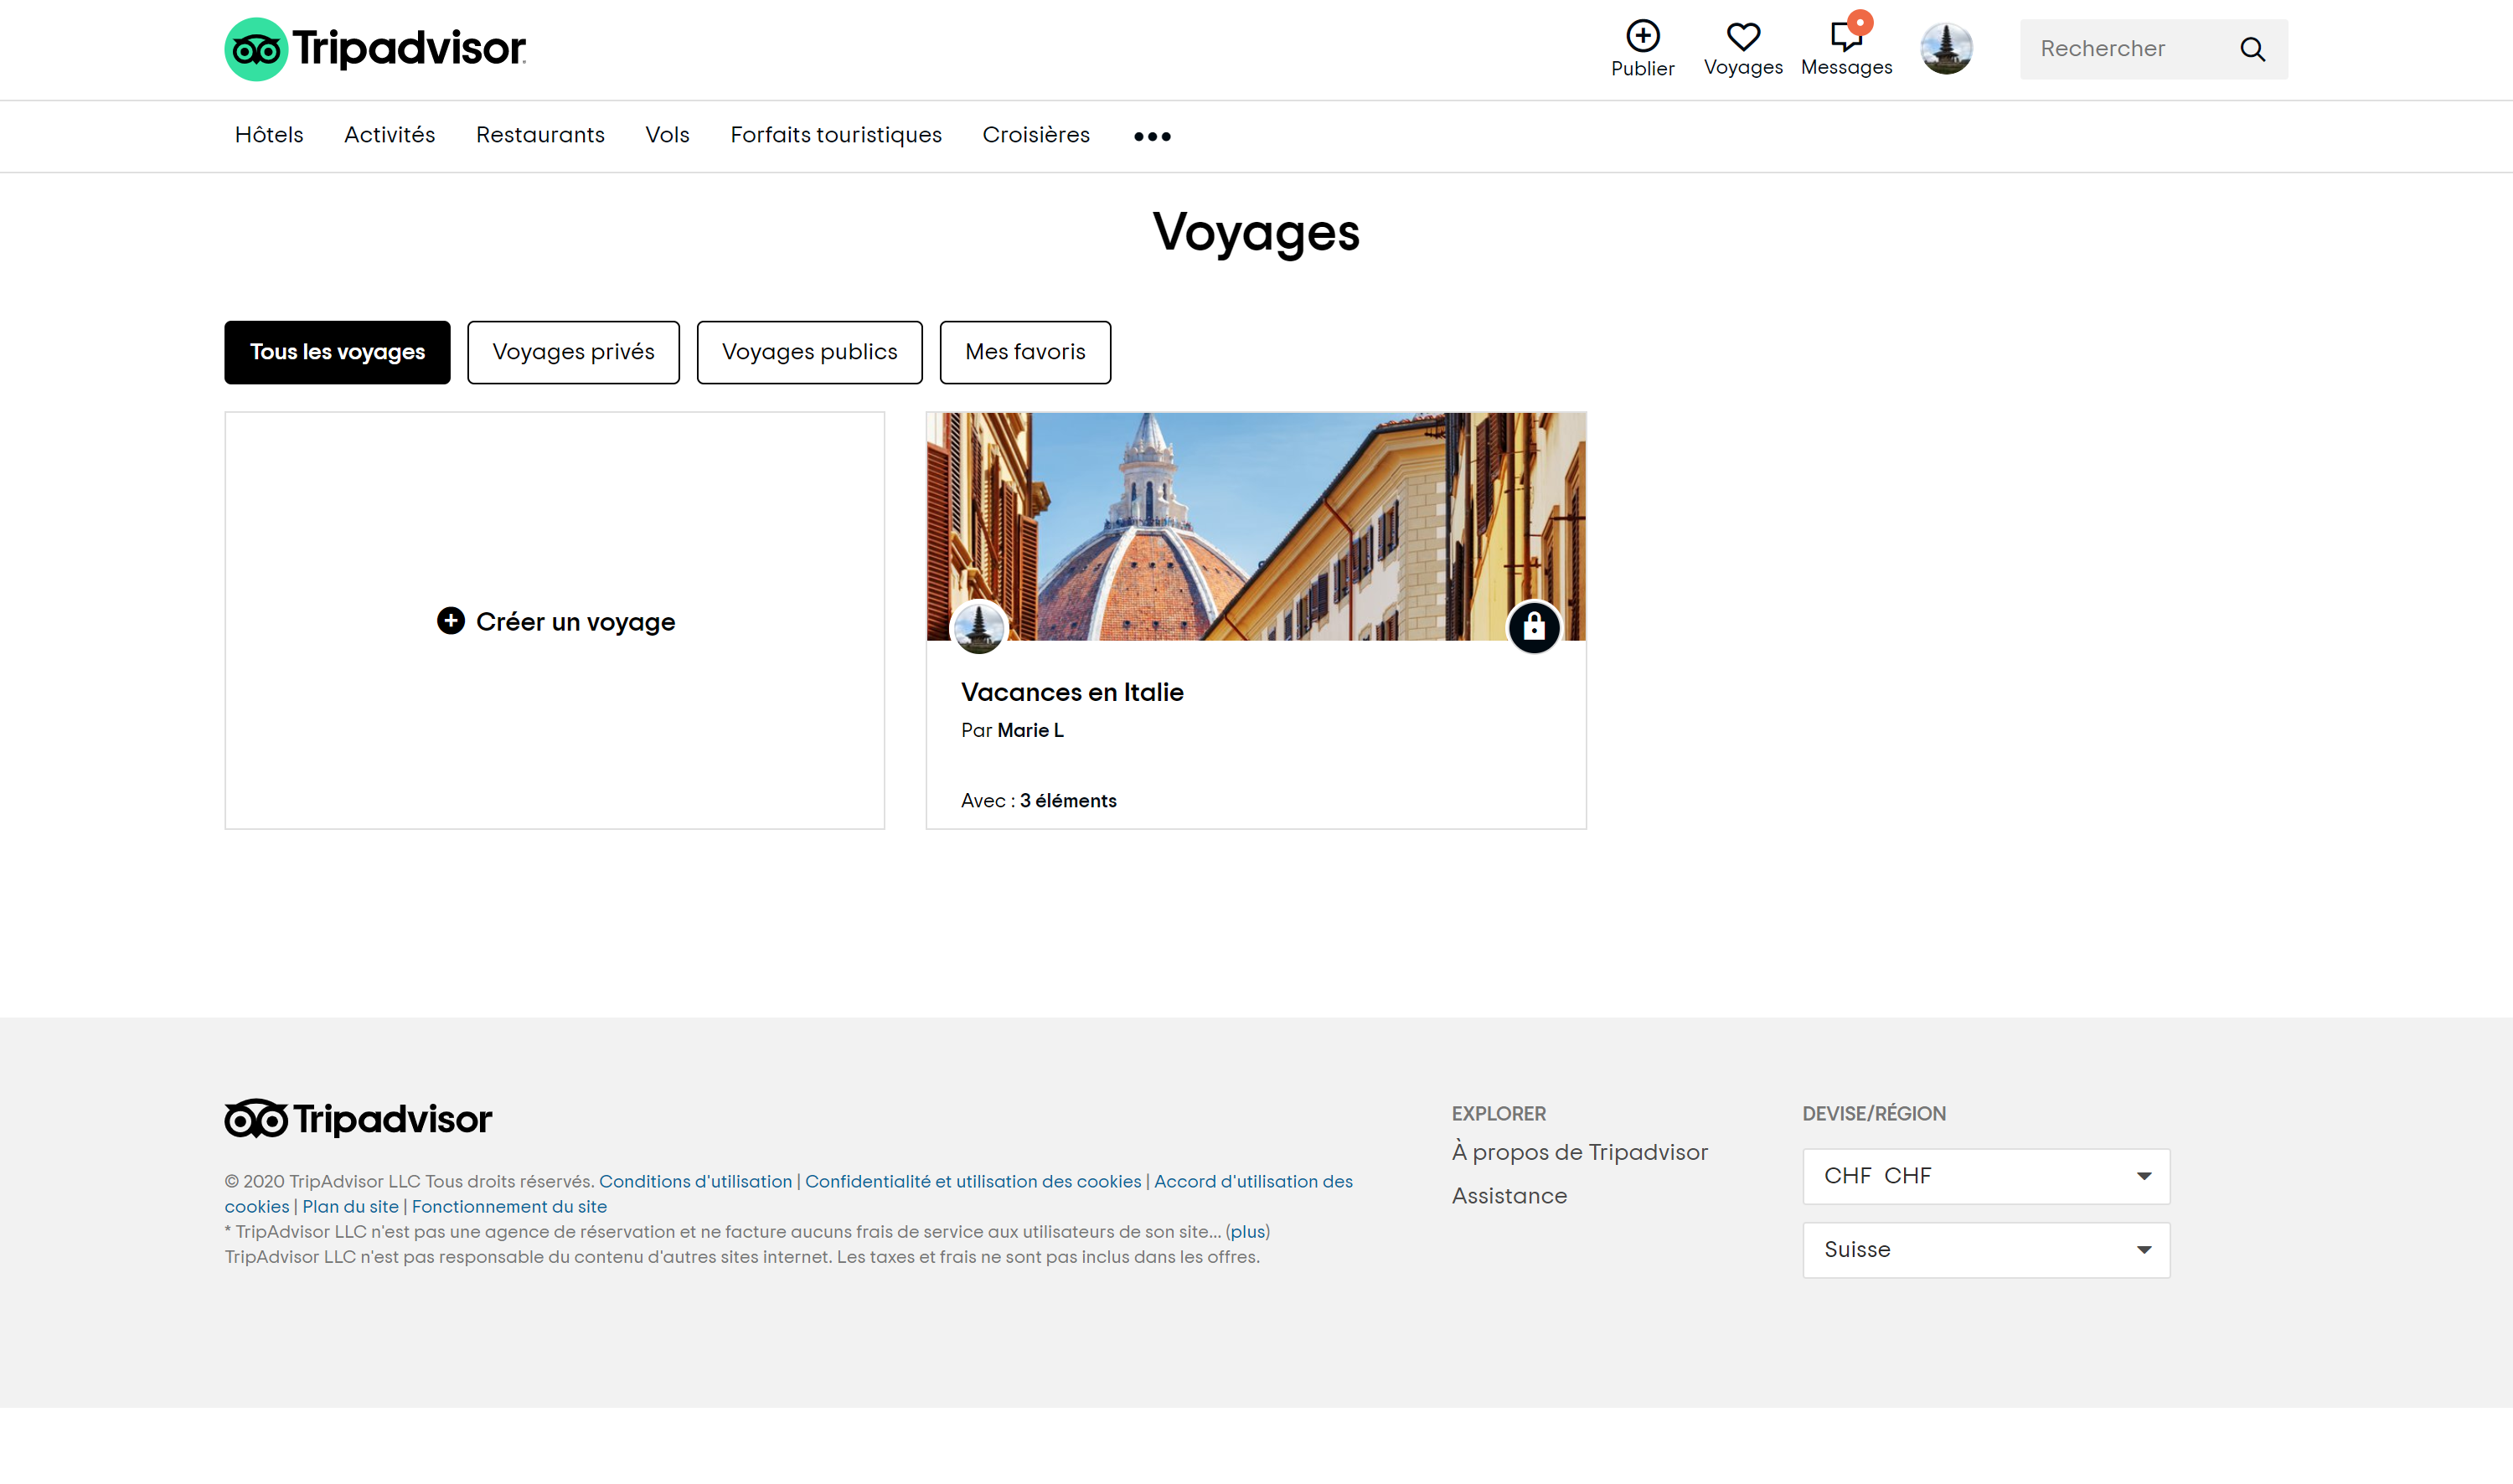 Tripadvisor
Publier
Voyages
Messages
Rechercher
Hôtels
Activités
Restaurants
Vols
Forfaits touristiques
Croisières
Voyages
Tous les voyages
Voyages privés
Voyages publics
Mes favoris
Créer un voyage
Vacances en Italie
Par Marie L
Avec : 3 éléments
Tripadvisor
© 2020 TripAdvisor LLC Tous droits réservés. Conditions d'utilisation | Confidentialité et utilisation des cookies | Accord d'utilisation des
cookies | Plan du site | Fonctionnement du site
* TripAdvisor LLC n'est pas une agence de réservation et ne facture aucuns frais de service aux utilisateurs de son site... (plus)
TripAdvisor LLC n'est pas responsable du contenu d'autres sites internet. Les taxes et frais ne sont pas inclus dans les offres.
EXPLORER
À propos de Tripadvisor
Assistance
DEVISE/RÉGION
CHF CHF
Suisse